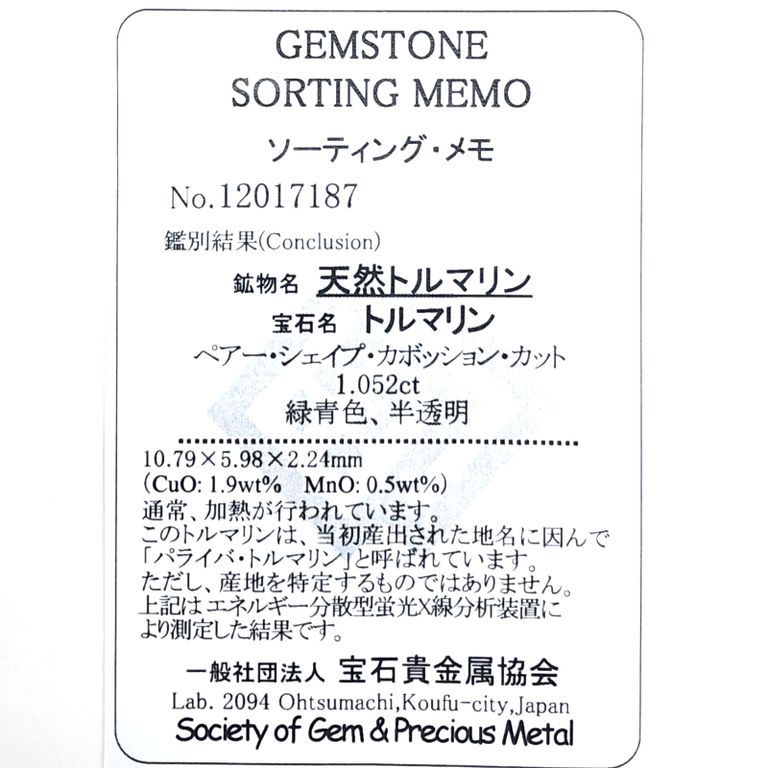 GEMSTONE
SORTING MEMO
ソーティング・メモ
No.12017187
鑑別結果(Conclusion)
鉱物名 天然トルマリン
宝石名 トルマリン
ペアー・シェイプ・カボッション・カット
1.052ct
緑青色、半透明
10.79×5.98×2.24mm
(CuO: 1.9wt% MnO: 0.5wt%)
通常、加熱が行われています。
このトルマリンは、当初産出された地名に因んで
「パライバ・トルマリン」と呼ばれています。
ただし、産地を特定するものではありません。
上記はエネルギー分散型蛍光X線分析装置に
より測定した結果です。
一般社団法人 宝石貴金属協会
Lab. 2094 Ohtsumachi,Koufu-city,Japan
Society of Gem & Precious Metal